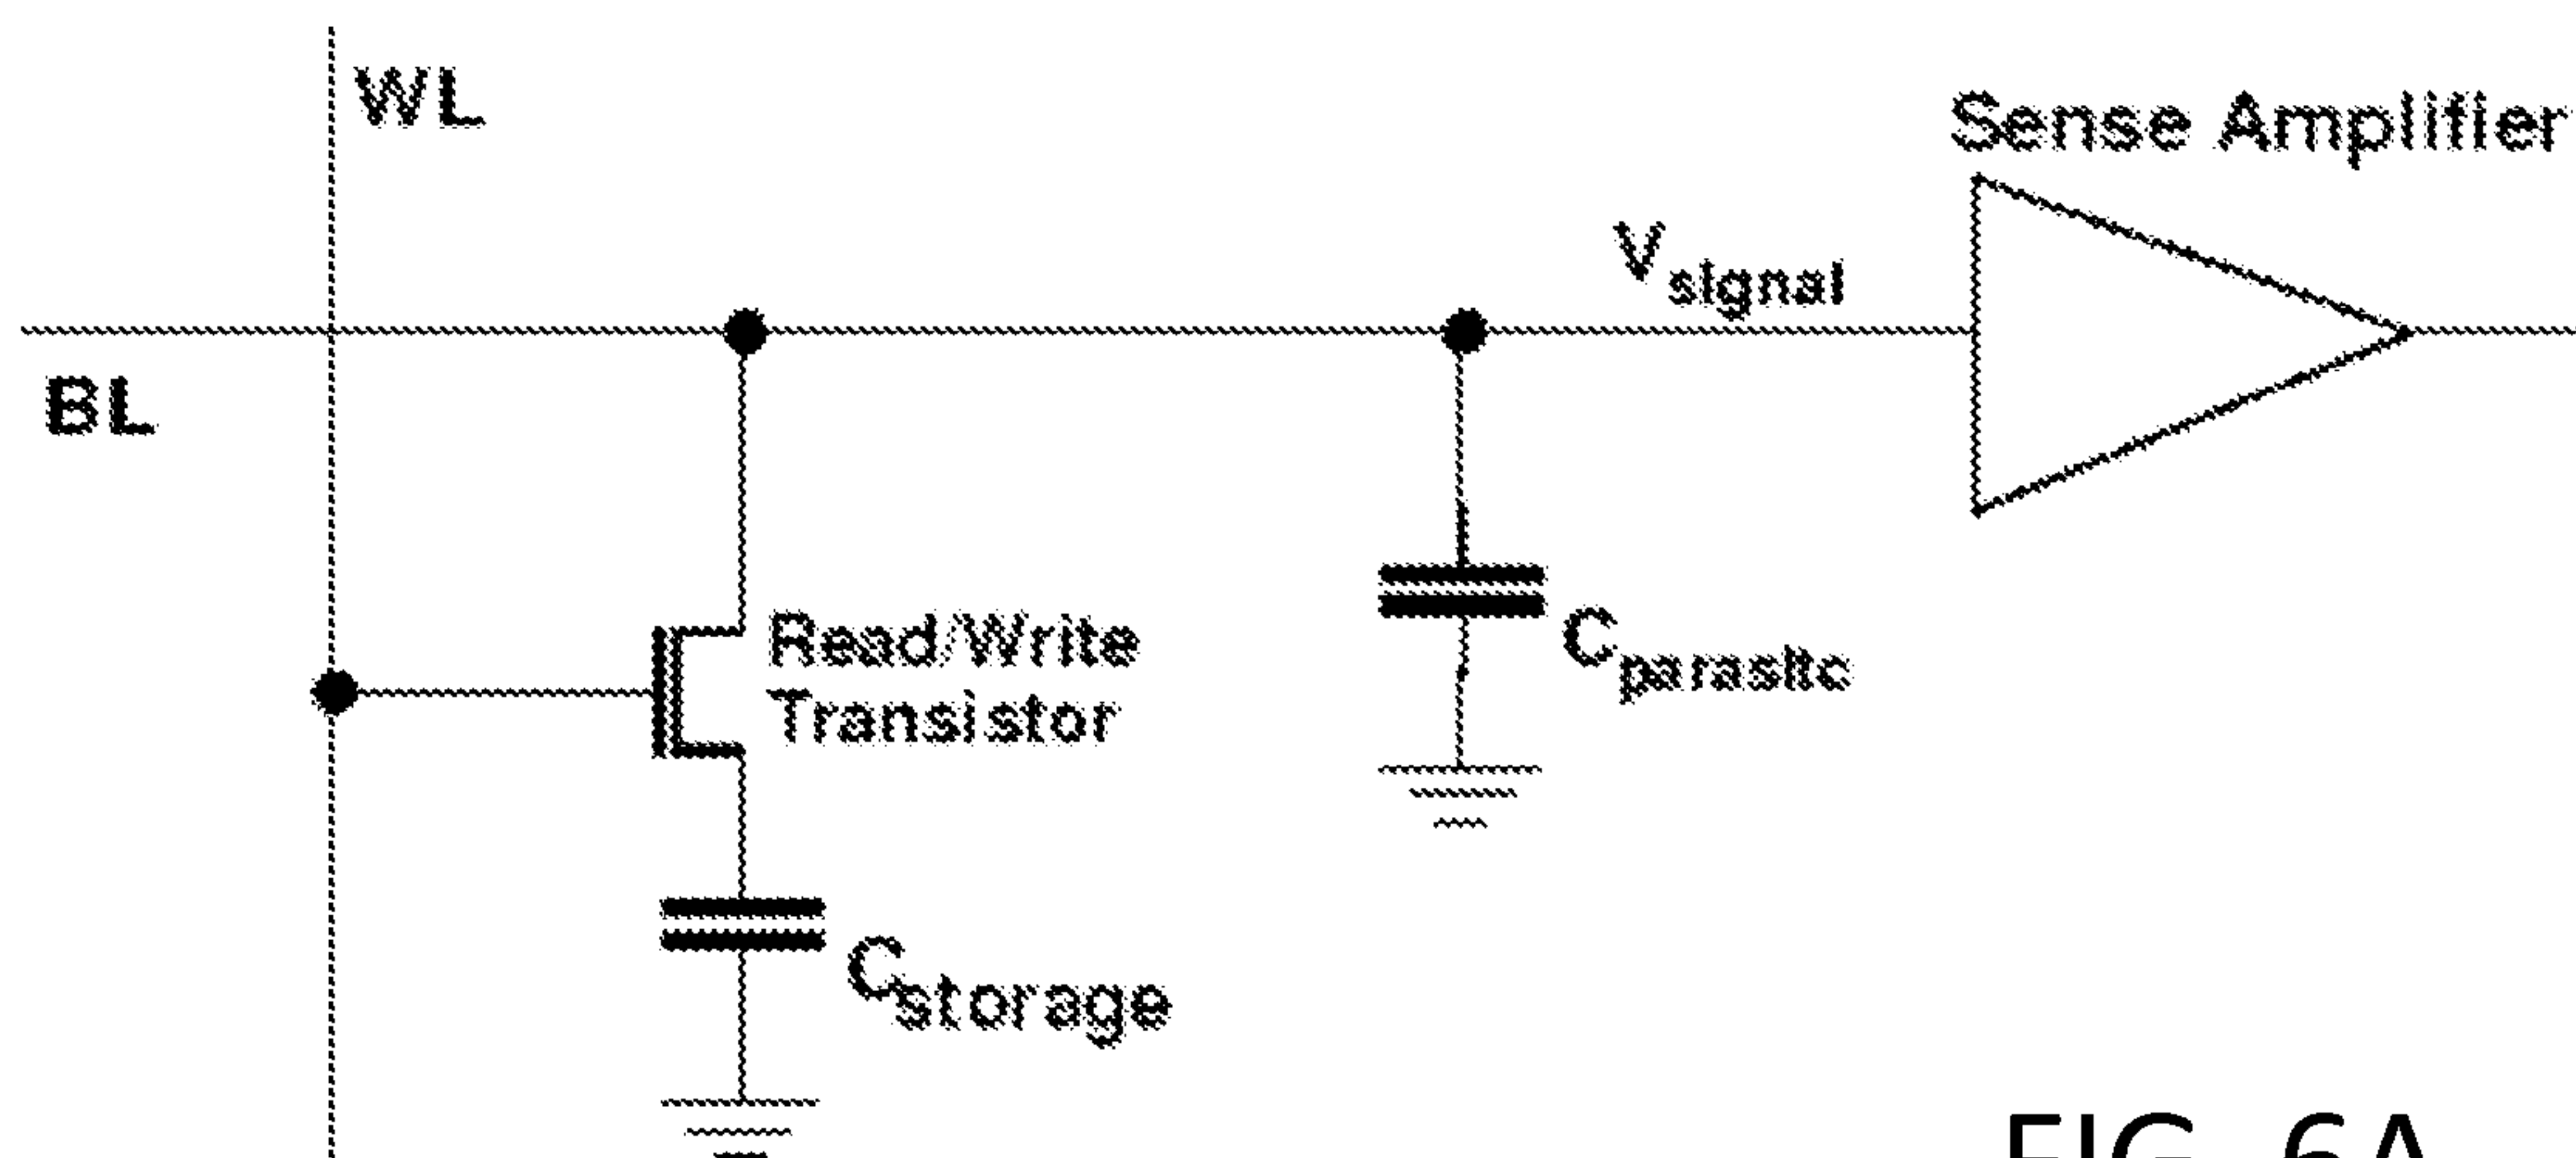 WL
Sense Amplifier
Vsignal
BL
Read/Write
Transistor
Cparasitic
Cstorage
FIG. 6A